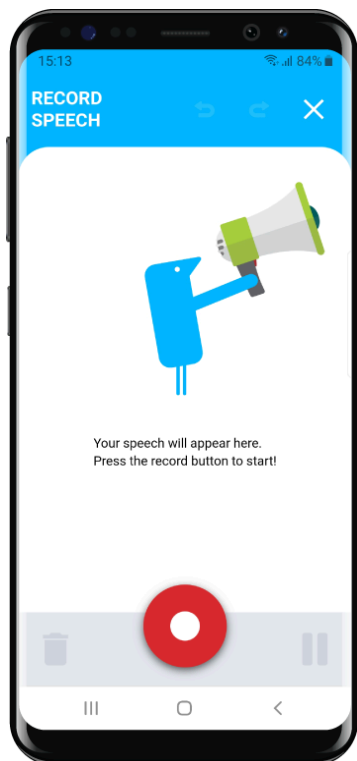 15:13
84%
RECORD
SPEECH
Your speech will appear here.
Press the record button to start!